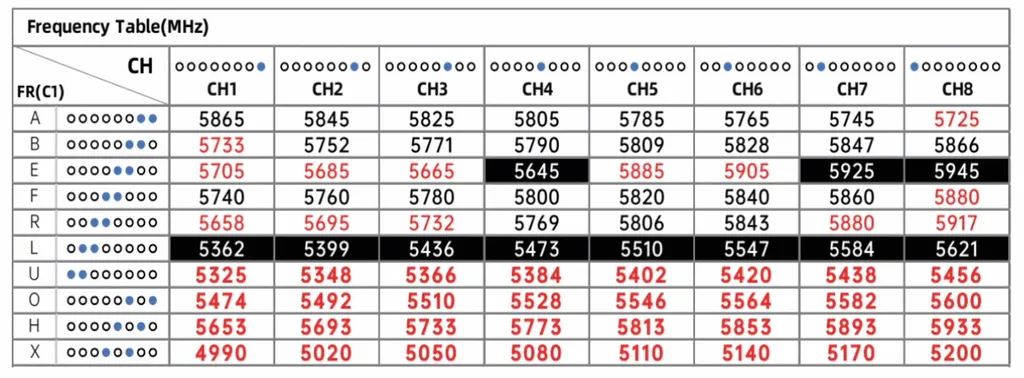 Frequency Table(MHz)
CH
FR(C1)
CH1 CH2 CH3 CH4 CH5 CH6 CH7 CH8
A 5865 5845 5825 5805 5785 5765 5745 5725
B 5733 5752 5771 5790 5809 5828 5847 5866
E 5705 5685 5665 5645 5885 5905 5925 5945
F 5740 5760 5780 5800 5820 5840 5860 5880
R 5658 5695 5732 5769 5806 5843 5880 5917
L 5362 5399 5436 5473 5510 5547 5584 5621
U 5325 5348 5366 5384 5402 5420 5438 5456
O 5474 5492 5510 5528 5546 5564 5582 5600
H 5653 5693 5733 5773 5813 5853 5893 5933
X 4990 5020 5050 5080 5110 5140 5170 5200